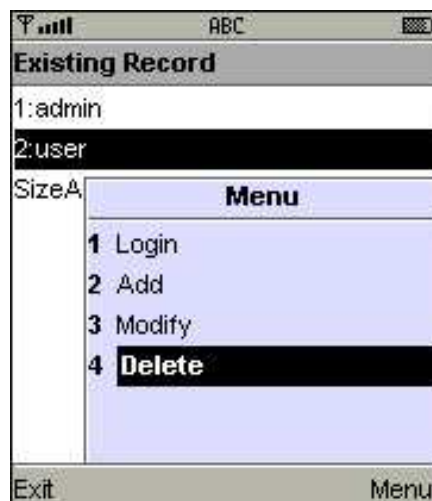 ABC
Existing Record
1:admin
2:user
SizeA
Menu
1 Login
2 Add
3 Modify
4 Delete
Exit Menu